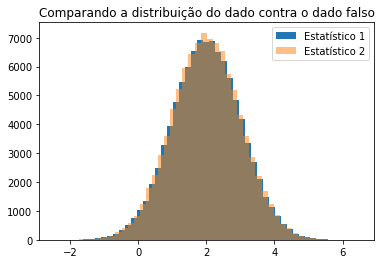 Comparando a distribuição do dado contra o dado falso
Estatístico 1
Estatístico 2
7000
6000
5000
4000
3000
2000
1000
0
−2 0 2 4 6